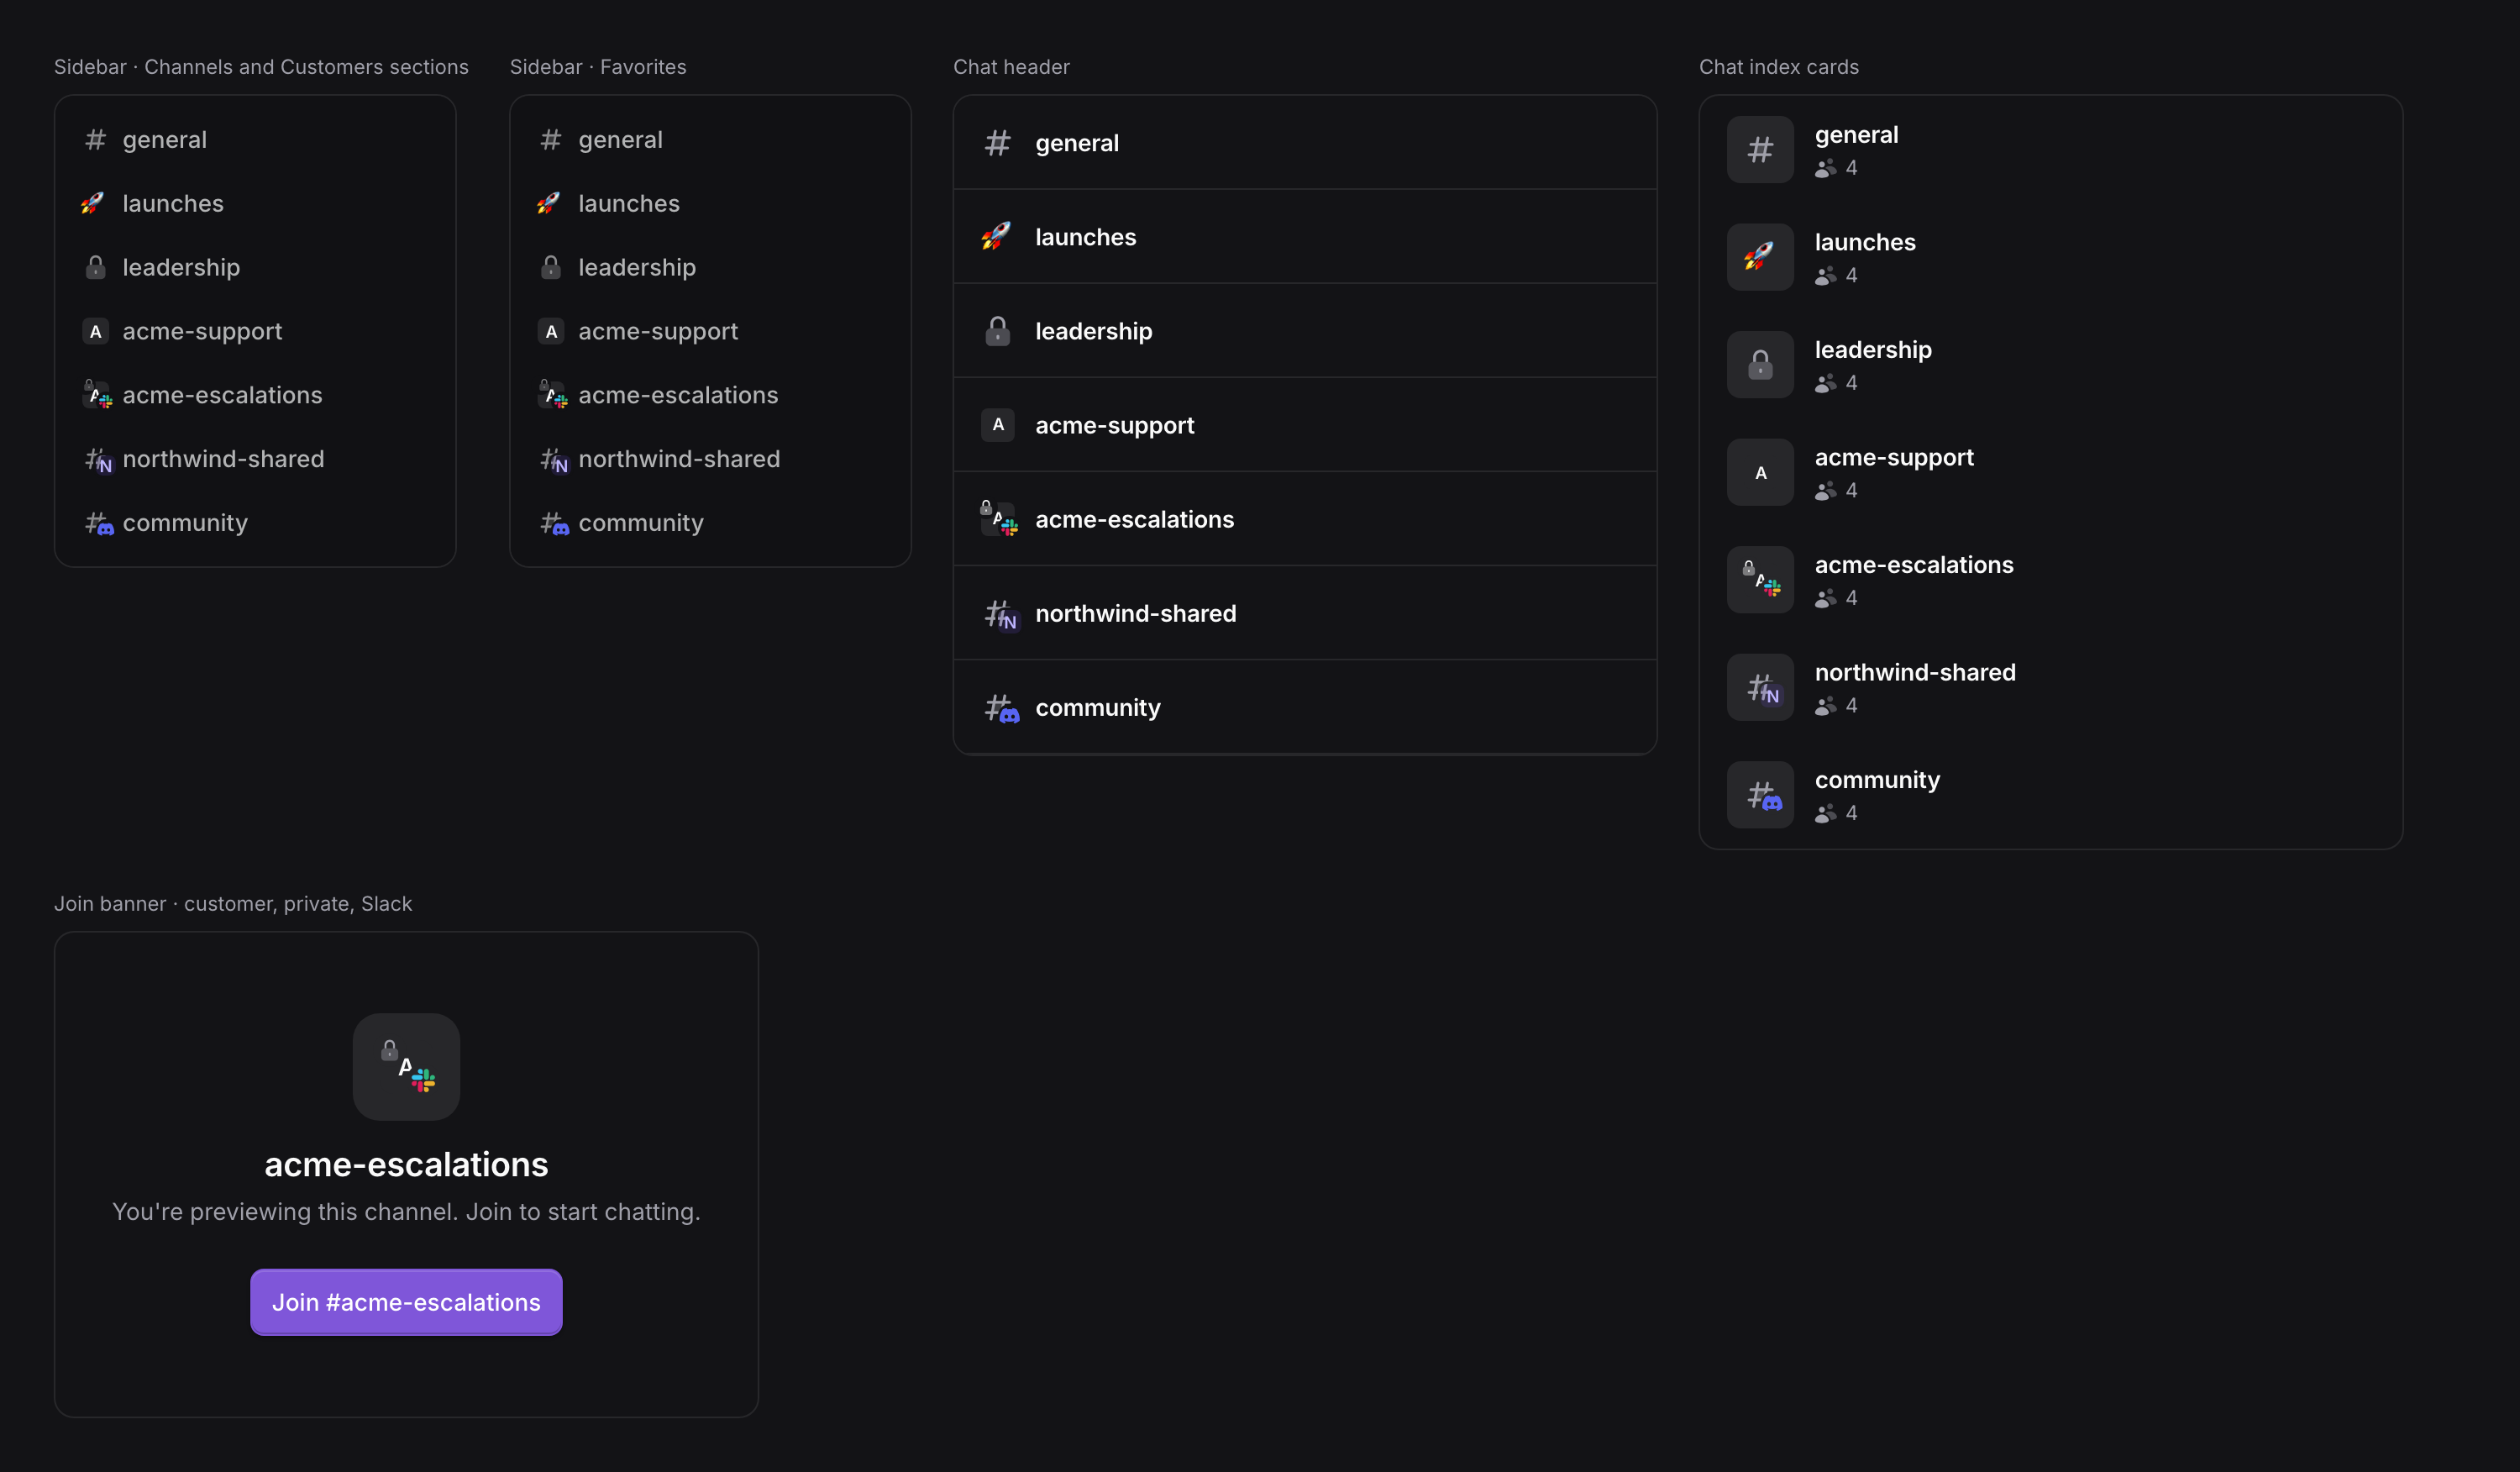 Sidebar · Channels and Customers sections
general
launches
leadership
A acme-support
A acme-escalations
N northwind-shared
community
Sidebar · Favorites
general
launches
leadership
A acme-support
A acme-escalations
N northwind-shared
community
Chat header
general
launches
leadership
A acme-support
A acme-escalations
N northwind-shared
community
Chat index cards
general
4
launches
4
leadership
4
A acme-support
4
A acme-escalations
4
N northwind-shared
4
community
4
Join banner · customer, private, Slack
A
acme-escalations
You're previewing this channel. Join to start chatting.
Join #acme-escalations